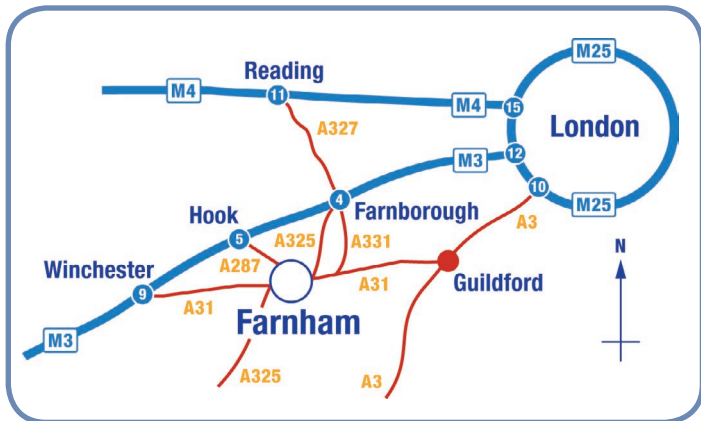 M25
Reading
M4
11
M4
15
London
A327
12
M3
10
4
M25
Hook
Farnborough
A3
5
A325
A331
N
Winchester
A287
9
A31
A31
Guildford
Farnham
M3
A325
A3